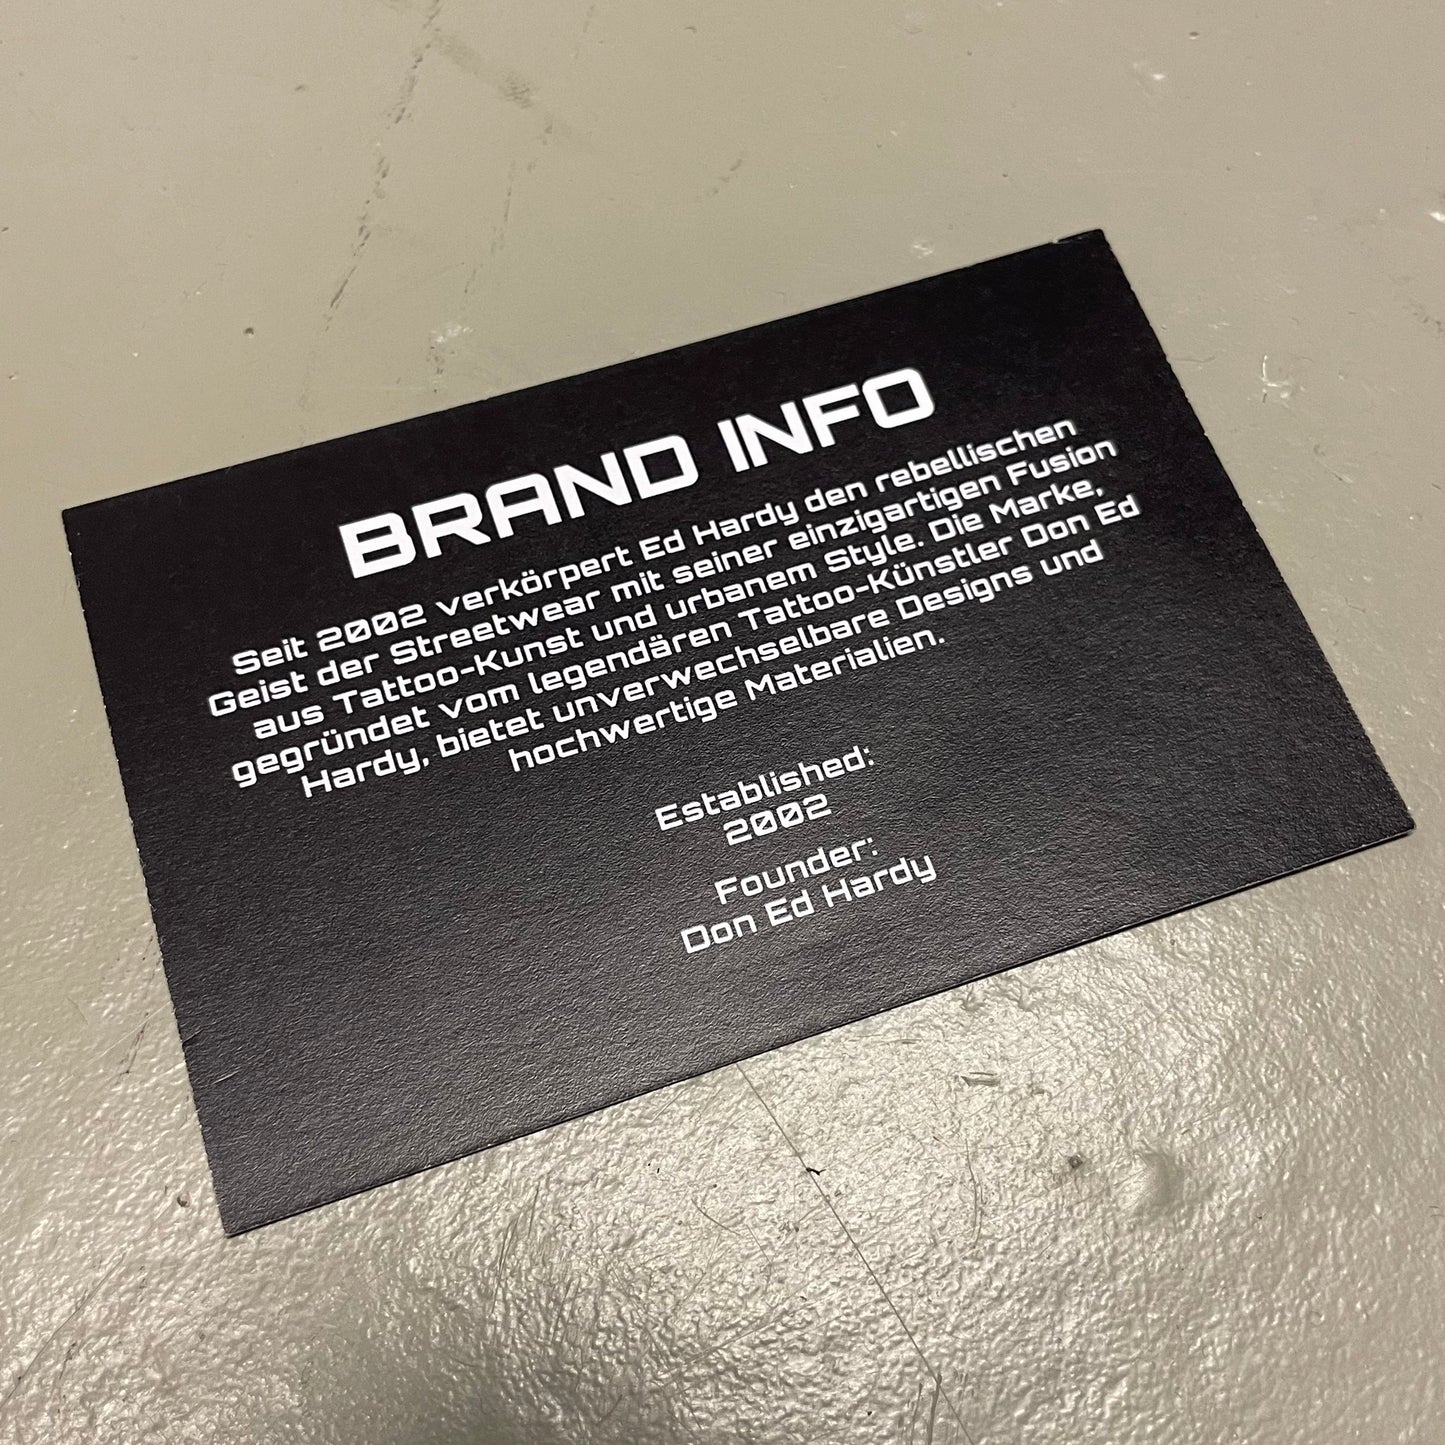 BRAND INFO
Seit 2002 verkörpert Ed Hardy den rebellischen
Geist der Streetwear mit seiner einzigartigen Fusion
aus Tattoo-Kunst und urbanem Style. Die Marke,
gegründet vom legendären Tattoo-Künstler Don Ed
Hardy, bietet unverwechselbare Designs und
hochwertige Materialien.
Established:
2002
Founder:
Don Ed Hardy